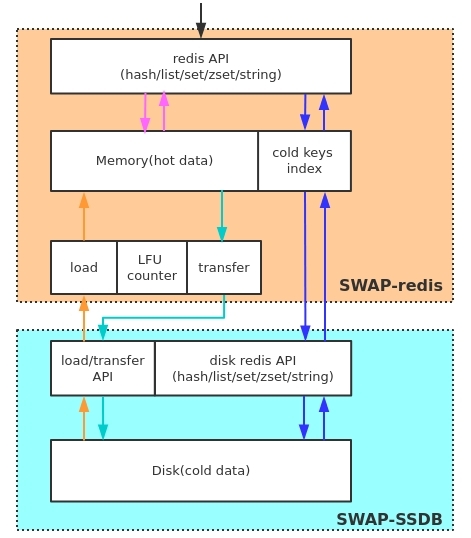 redis API
(hash/list/set/zset/string)
Memory(hot data)
cold keys
index
load
LFU
counter
transfer
SWAP-redis
load/transfer
API
disk redis API
(hash/list/set/zset/string)
Disk(cold data)
SWAP-SSDB